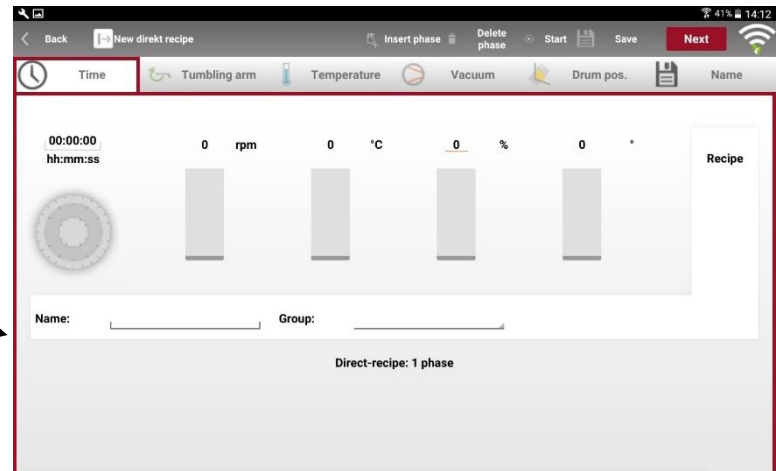 41% 14:12
Back New direkt recipe Insert phase Delete phase Start Save Next
Time Tumbling arm Temperature Vacuum Drum pos. Name
00:00:00 0 rpm 0 °C 0 % 0 °
hh:mm:ss
Recipe
Name: Group:
Direct-recipe: 1 phase